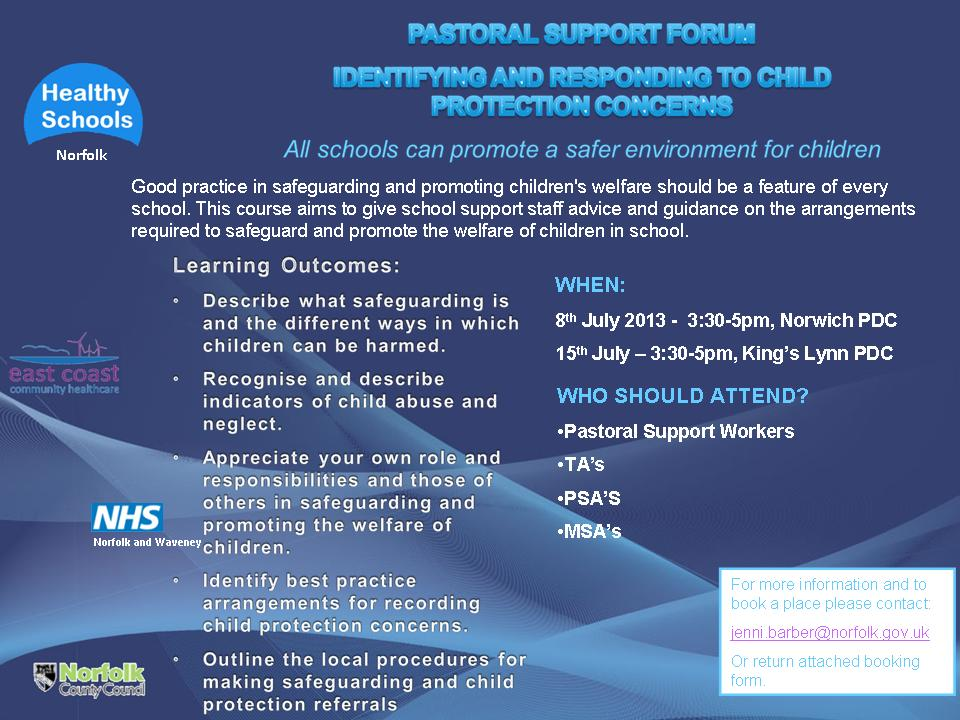 PASTORAL SUPPORT FORUM
IDENTIFYING AND RESPONDING TO CHILD
PROTECTION CONCERNS
Healthy
Schools
Norfolk
All schools can promote a safer environment for children
Good practice in safeguarding and promoting children's welfare should be a feature of every
school. This course aims to give school support staff advice and guidance on the arrangements
required to safeguard and promote the welfare of children in school.
Learning Outcomes:
• Describe what safeguarding is
and the different ways in which
children can be harmed.
• Recognise and describe
indicators of child abuse and
neglect.
• Appreciate your own role and
responsibilities and those of
others in safeguarding and
promoting the welfare of
children.
• Identify best practice
arrangements for recording
child protection concerns.
• Outline the local procedures for
making safeguarding and child
protection referrals
WHEN:
8th July 2013 - 3:30-5pm, Norwich PDC
15th July – 3:30-5pm, King's Lynn PDC
WHO SHOULD ATTEND?
•Pastoral Support Workers
•TA's
•PSA'S
•MSA's
east coast
community healthcare
NHS
Norfolk and Waveney
Norfolk
County Council
For more information and to
book a place please contact:
jenni.barber@norfolk.gov.uk
Or return attached booking
form.